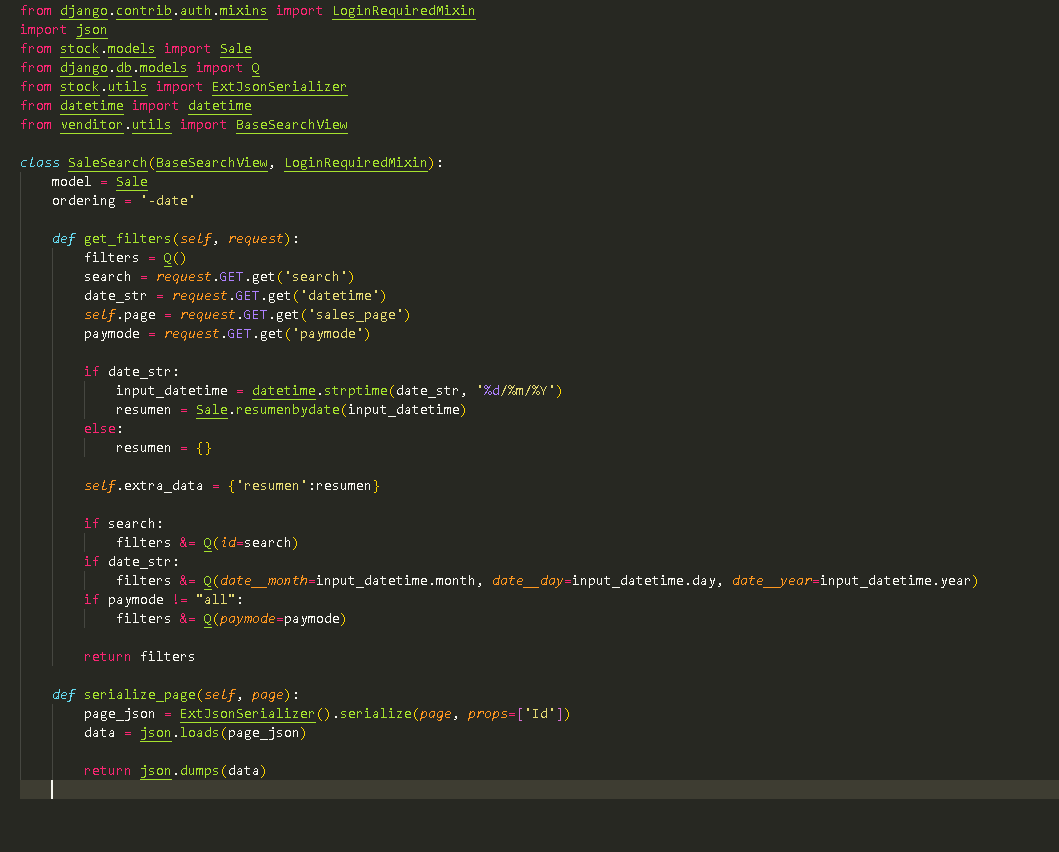 from django.contrib.auth.mixins import LoginRequiredMixin
import json
from stock.models import Sale
from django.db.models import Q
from stock.utils import ExtJsonSerializer
from datetime import datetime
from venditor.utils import BaseSearchView

class SaleSearch(BaseSearchView, LoginRequiredMixin):
    model = Sale
    ordering = '-date'

    def get_filters(self, request):
        filters = Q()
        search = request.GET.get('search')
        date_str = request.GET.get('datetime')
        self.page = request.GET.get('sales_page')
        paymode = request.GET.get('paymode')

        if date_str:
            input_datetime = datetime.strptime(date_str, '%d/%m/%Y')
            resumen = Sale.resumenbydate(input_datetime)
        else:
            resumen = {}

        self.extra_data = {'resumen':resumen}

        if search:
            filters &= Q(id=search)
        if date_str:
            filters &= Q(date__month=input_datetime.month, date__day=input_datetime.day, date__year=input_datetime.year)
        if paymode != "all":
            filters &= Q(paymode=paymode)

        return filters

    def serialize_page(self, page):
        page_json = ExtJsonSerializer().serialize(page, props=['Id'])
        data = json.loads(page_json)

        return json.dumps(data)